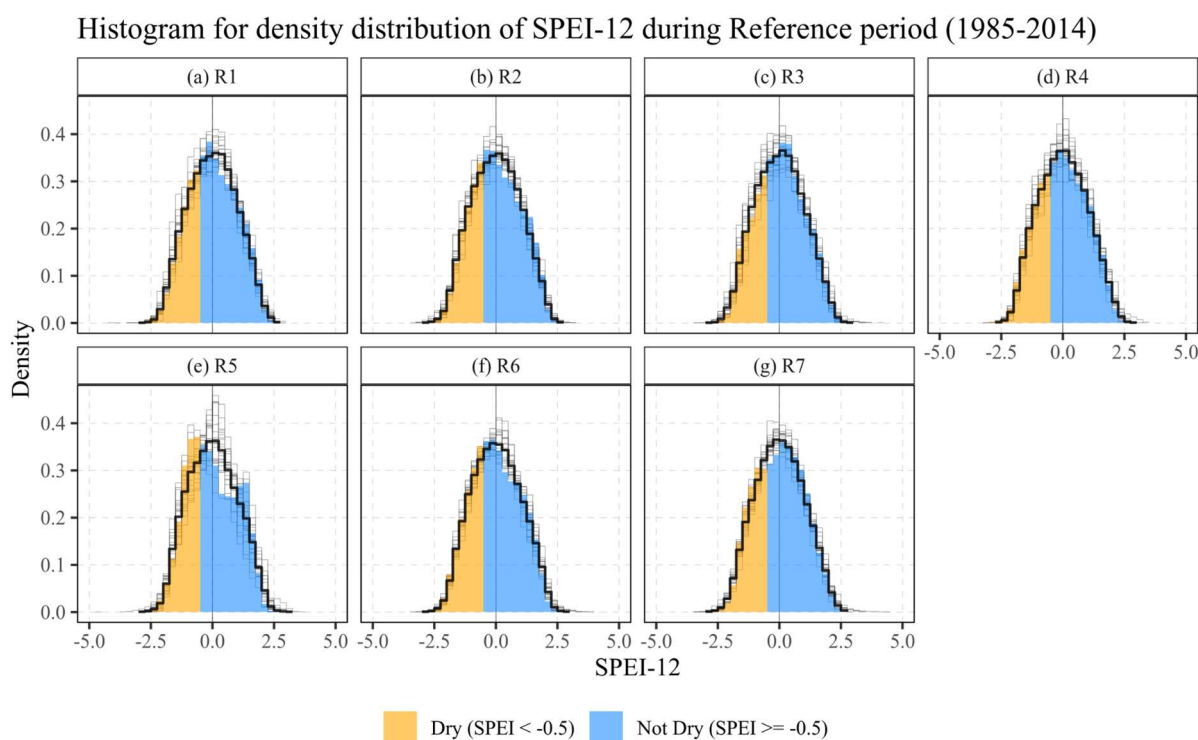 Histogram for density distribution of SPEI-12 during Reference period (1985-2014)
(a) R1
(b) R2
(c) R3
(d) R4
0.4
0.3
0.2
0.1
0.0
-5.0 -2.5 0.0 2.5 5.0
Density
(e) R5
(f) R6
(g) R7
0.4
0.3
0.2
0.1
0.0
-5.0 -2.5 0.0 2.5 5.0
-5.0 -2.5 0.0 2.5 5.0
-5.0 -2.5 0.0 2.5 5.0
SPEI-12
Dry (SPEI < -0.5)
Not Dry (SPEI >= -0.5)